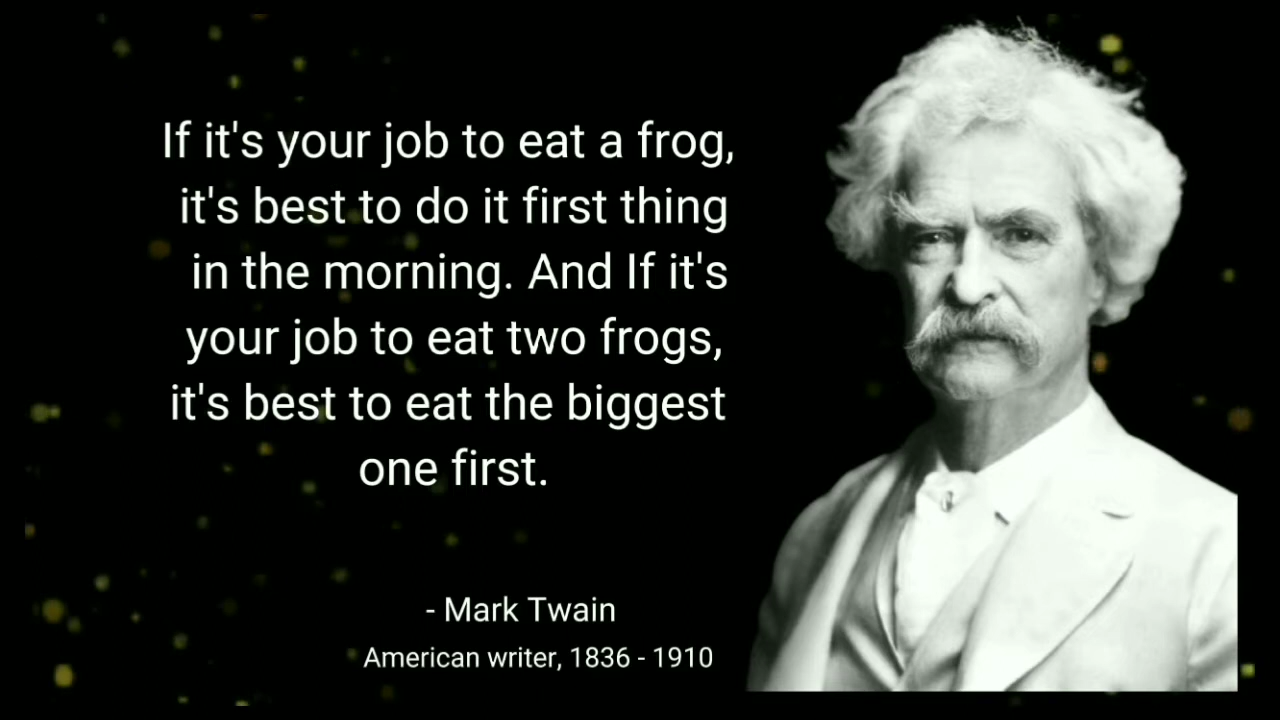 If it's your job to eat a frog,
it's best to do it first thing
in the morning. And If it's
your job to eat two frogs,
it's best to eat the biggest
one first.
- Mark Twain
American writer, 1836 - 1910